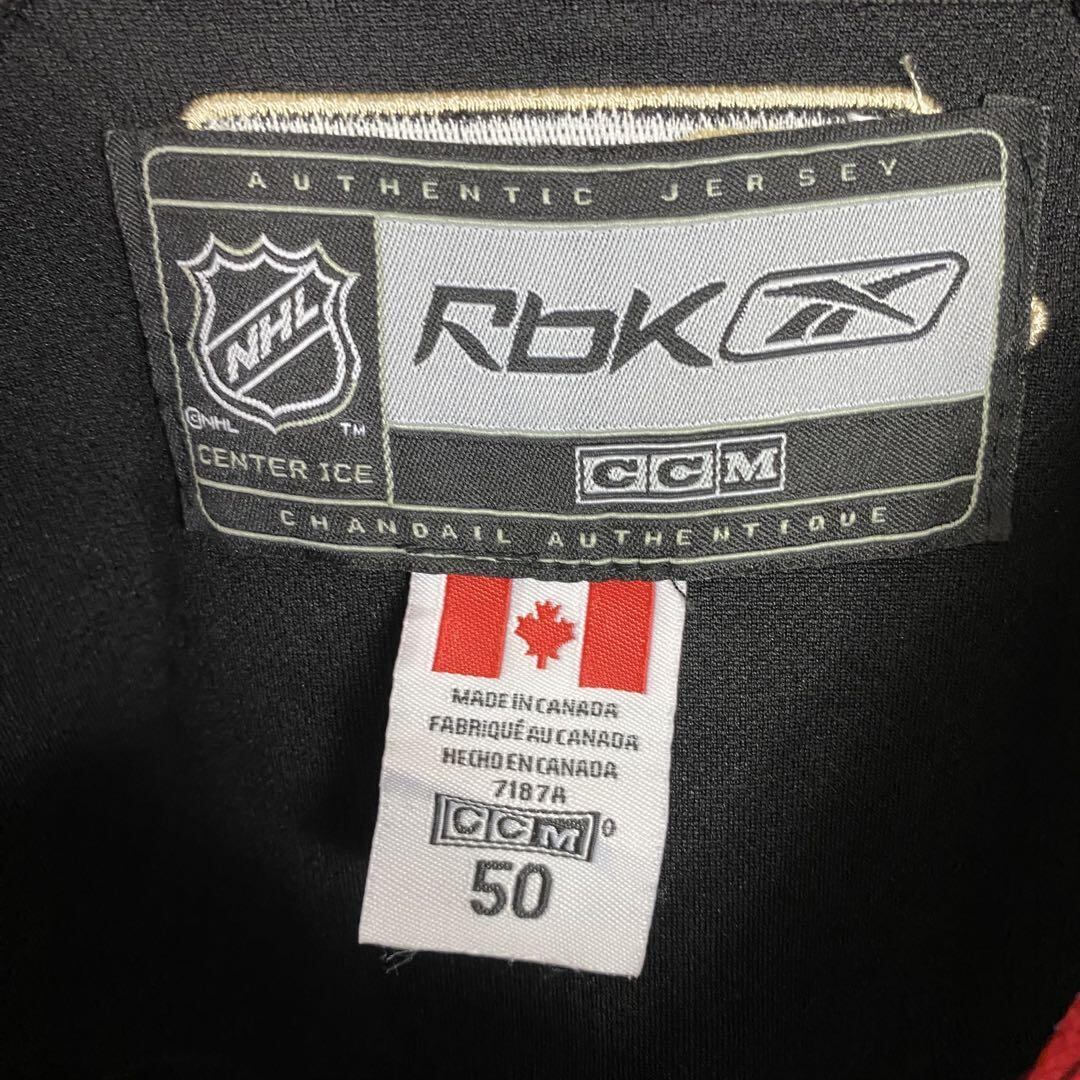 AUTHENTIC JERSEY
NHL
©NHL TM
CENTER ICE
RbK
CCM
CHANDAIL AUTHENTIQUE
MADE IN CANADA
FABRIQUÉ AU CANADA
HECHO EN CANADA
7187A
CCM
50